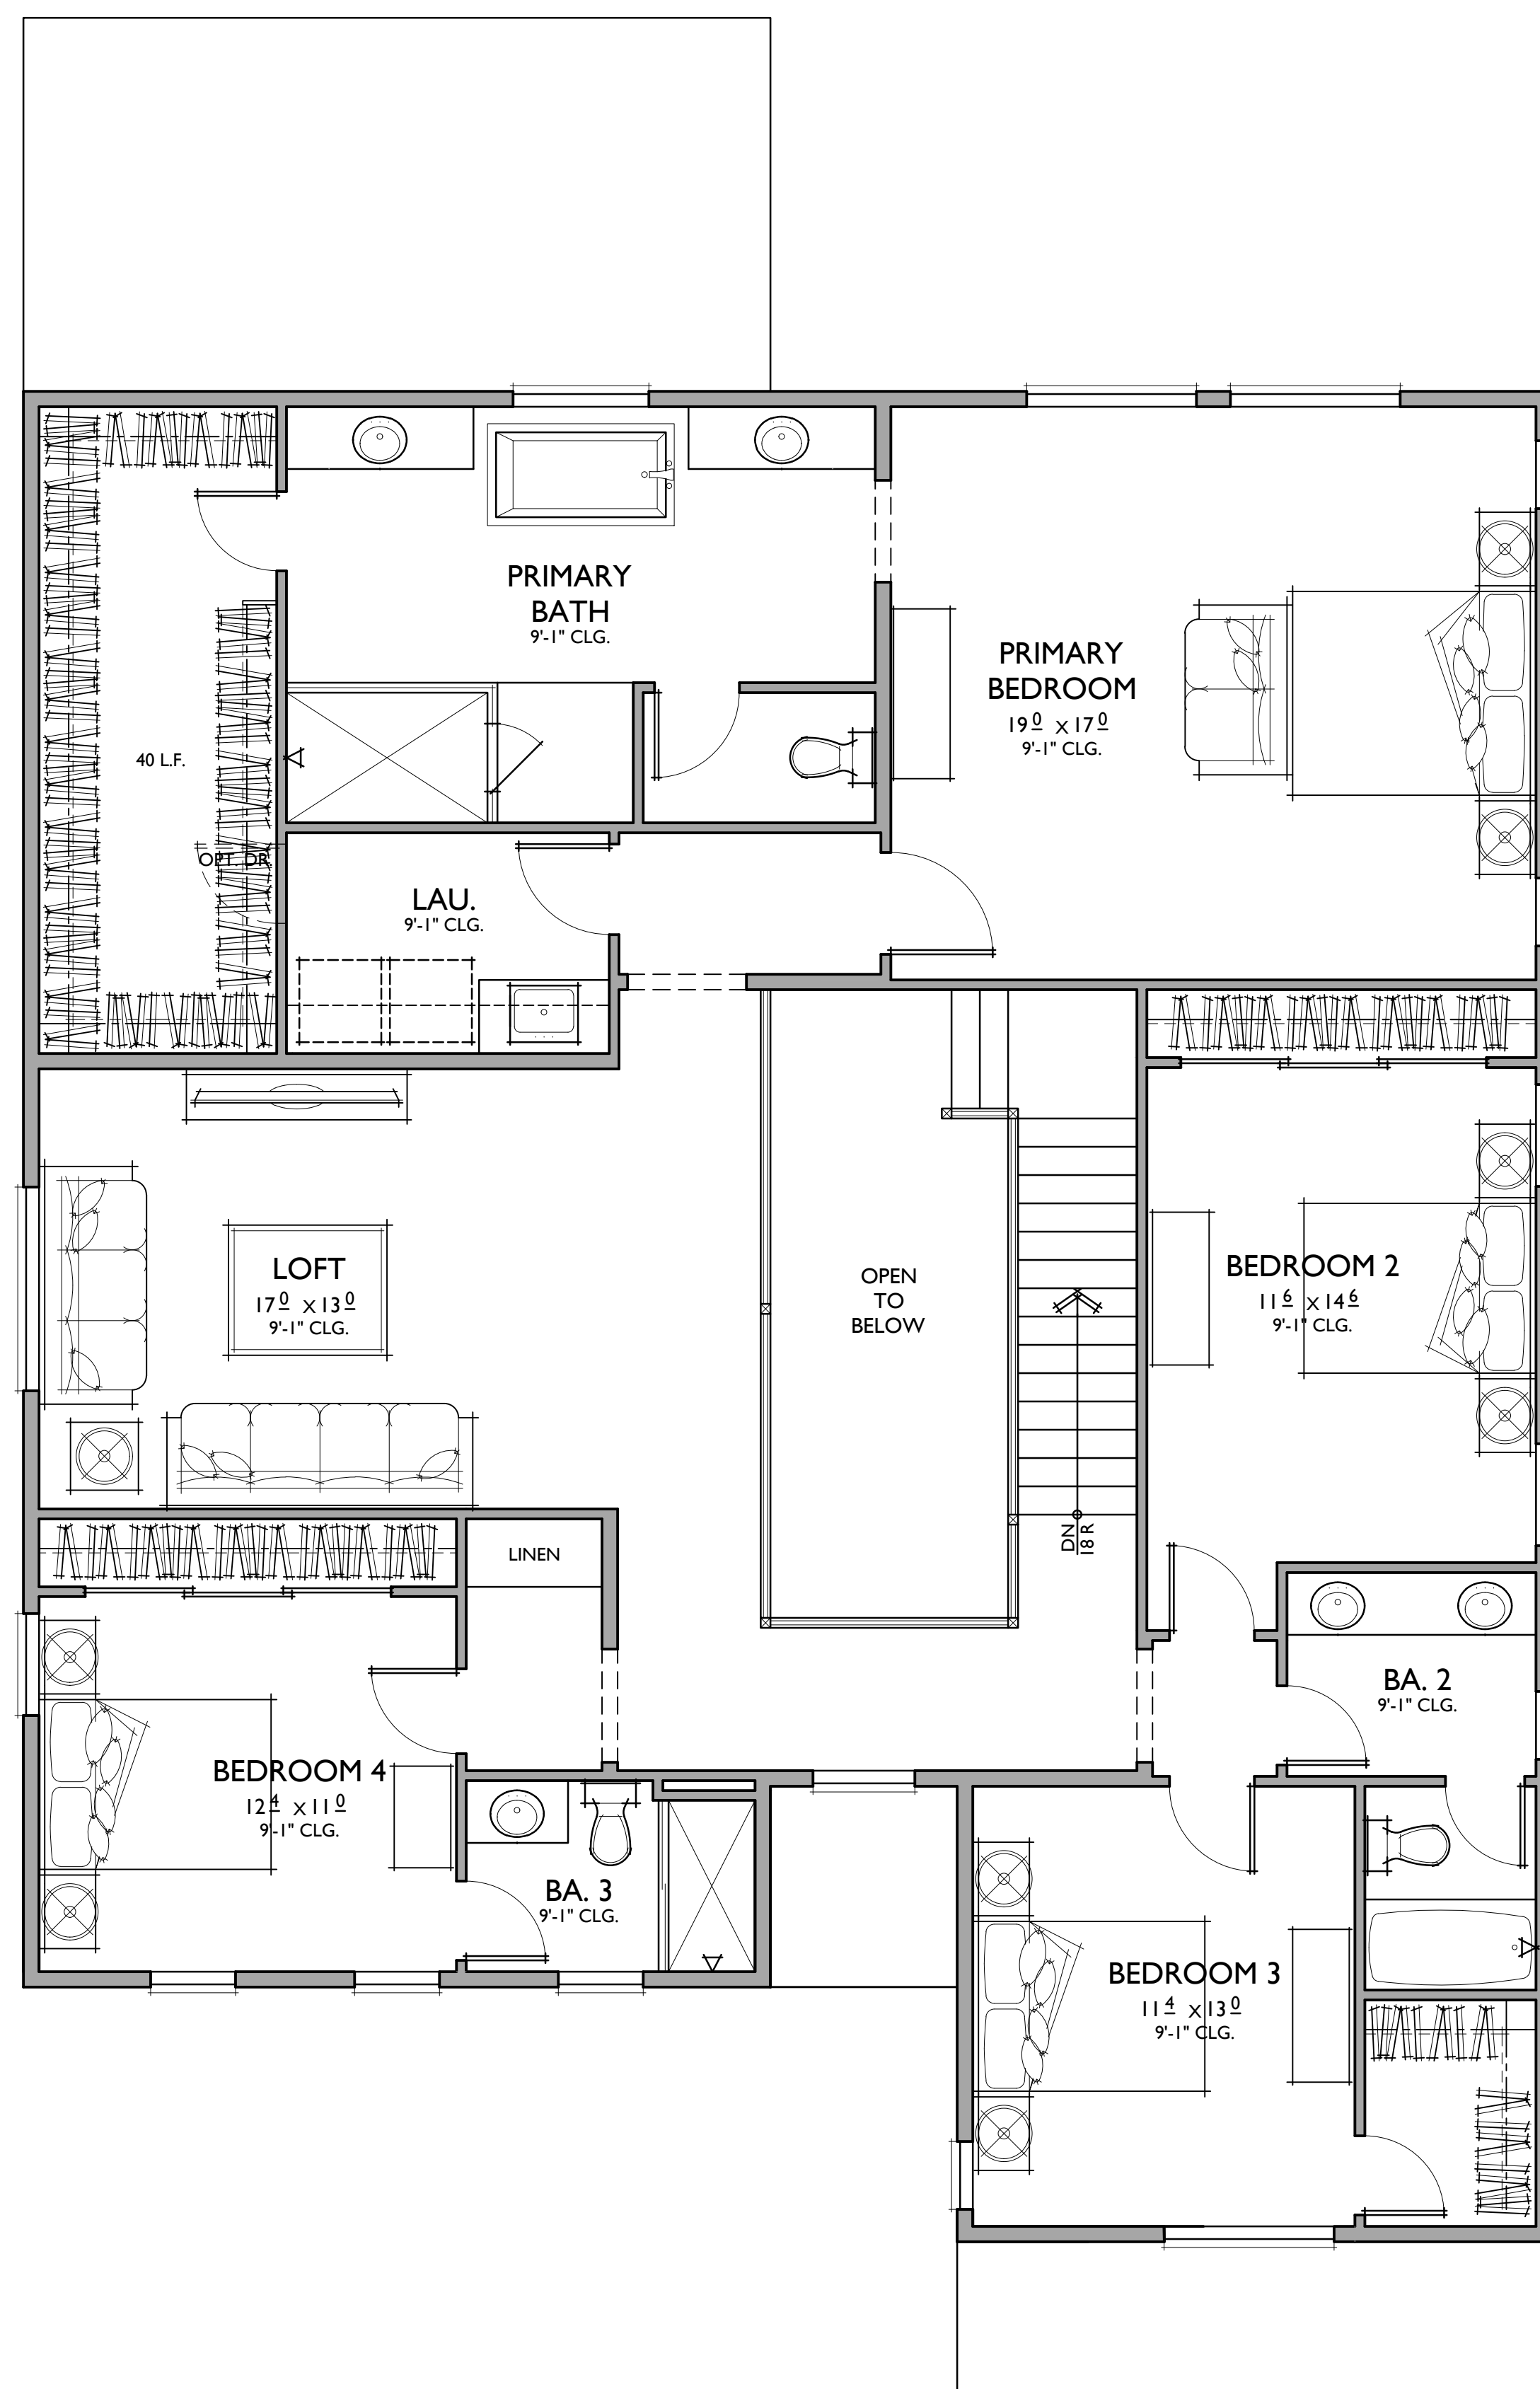 PRIMARY
BATH
9'-1" CLG.
PRIMARY
BEDROOM
19 0 X 17 0
9'-1" CLG.
40 L.F.
OPT. DR.
LAU.
9'-1" CLG.
LOFT
17 0 X 13 0
9'-1" CLG.
OPEN
TO
BELOW
BEDROOM 2
11 6 X 14 6
9'-1" CLG.
DN
18 R
LINEN
BA. 2
9'-1" CLG.
BEDROOM 4
12 4 X 11 0
9'-1" CLG.
BA. 3
9'-1" CLG.
BEDROOM 3
11 4 X 13 0
9'-1" CLG.